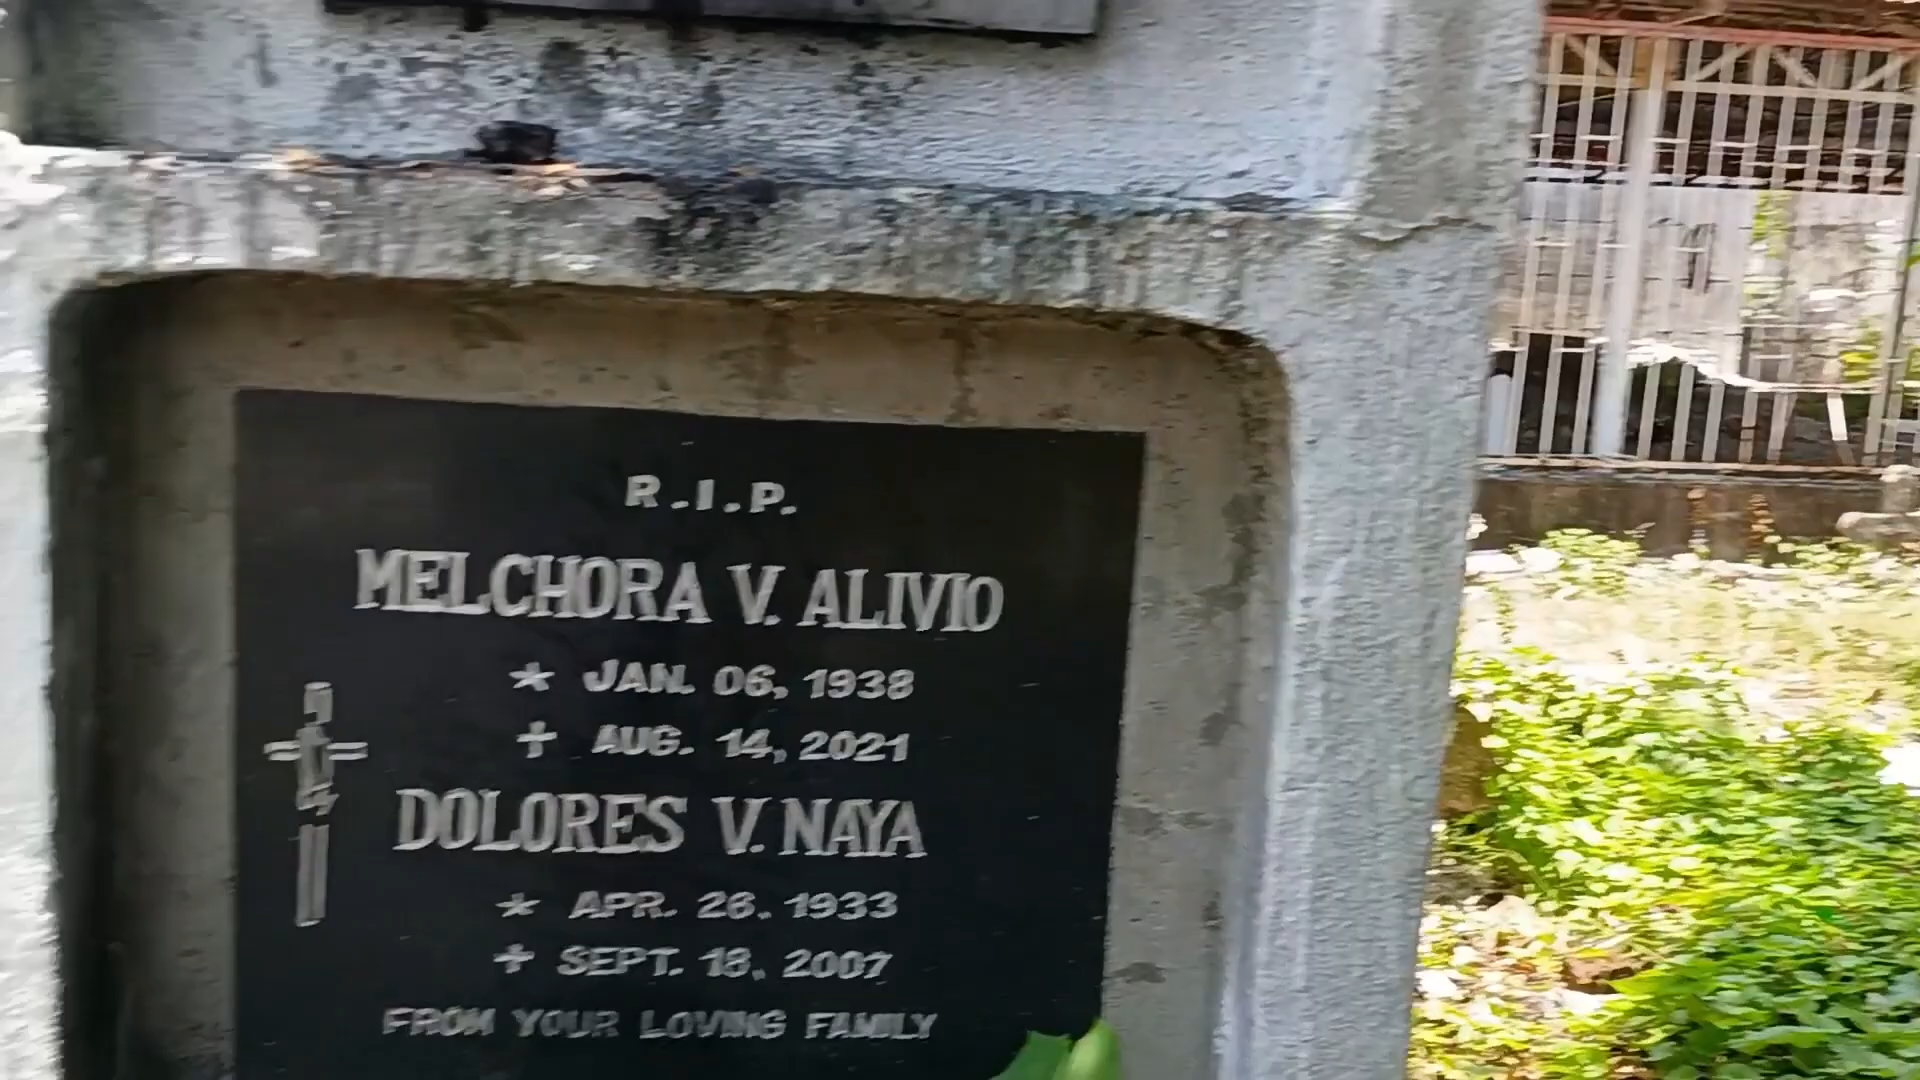 R.I.P.
MELCHORA V. ALIVIO
★ JAN. 06, 1938
✝ AUG. 14, 2021
DOLORES V. NAYA
★ APR. 26, 1933
✝ SEPT. 18, 2007
FROM YOUR LOVING FAMILY